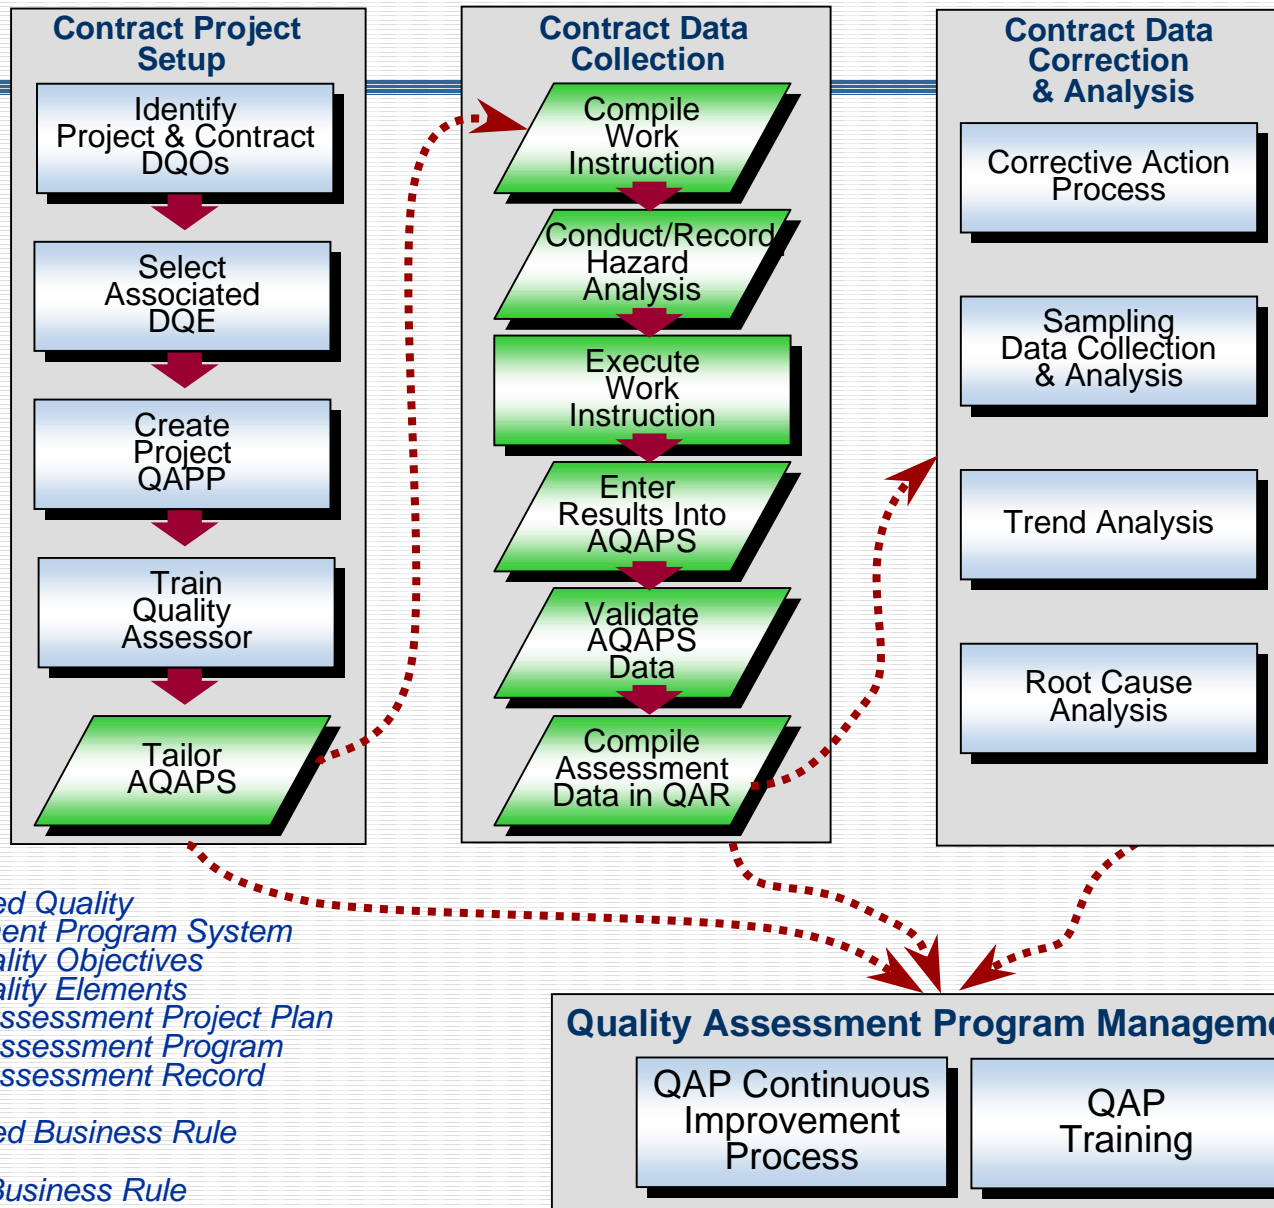 Contract Project
Setup
Identify
Project & Contract
DQOs
Select
Associated
DQE
Create
Project
QAPP
Train
Quality
Assessor
Tailor
AQAPS
Contract Data
Collection
Compile
Work
Instruction
Conduct/Record
Hazard
Analysis
Execute
Work
Instruction
Enter
Results Into
AQAPS
Validate
AQAPS
Data
Compile
Assessment
Data in QAR
Contract Data
Correction
& Analysis
Corrective Action
Process
Sampling
Data Collection
& Analysis
Trend Analysis
Root Cause
Analysis
ed Quality
ent Program System
ality Objectives
ality Elements
ssessment Project Plan
ssessment Program
ssessment Record
ed Business Rule
Business Rule
Quality Assessment Program Manageme
QAP Continuous
Improvement
Process
QAP
Training